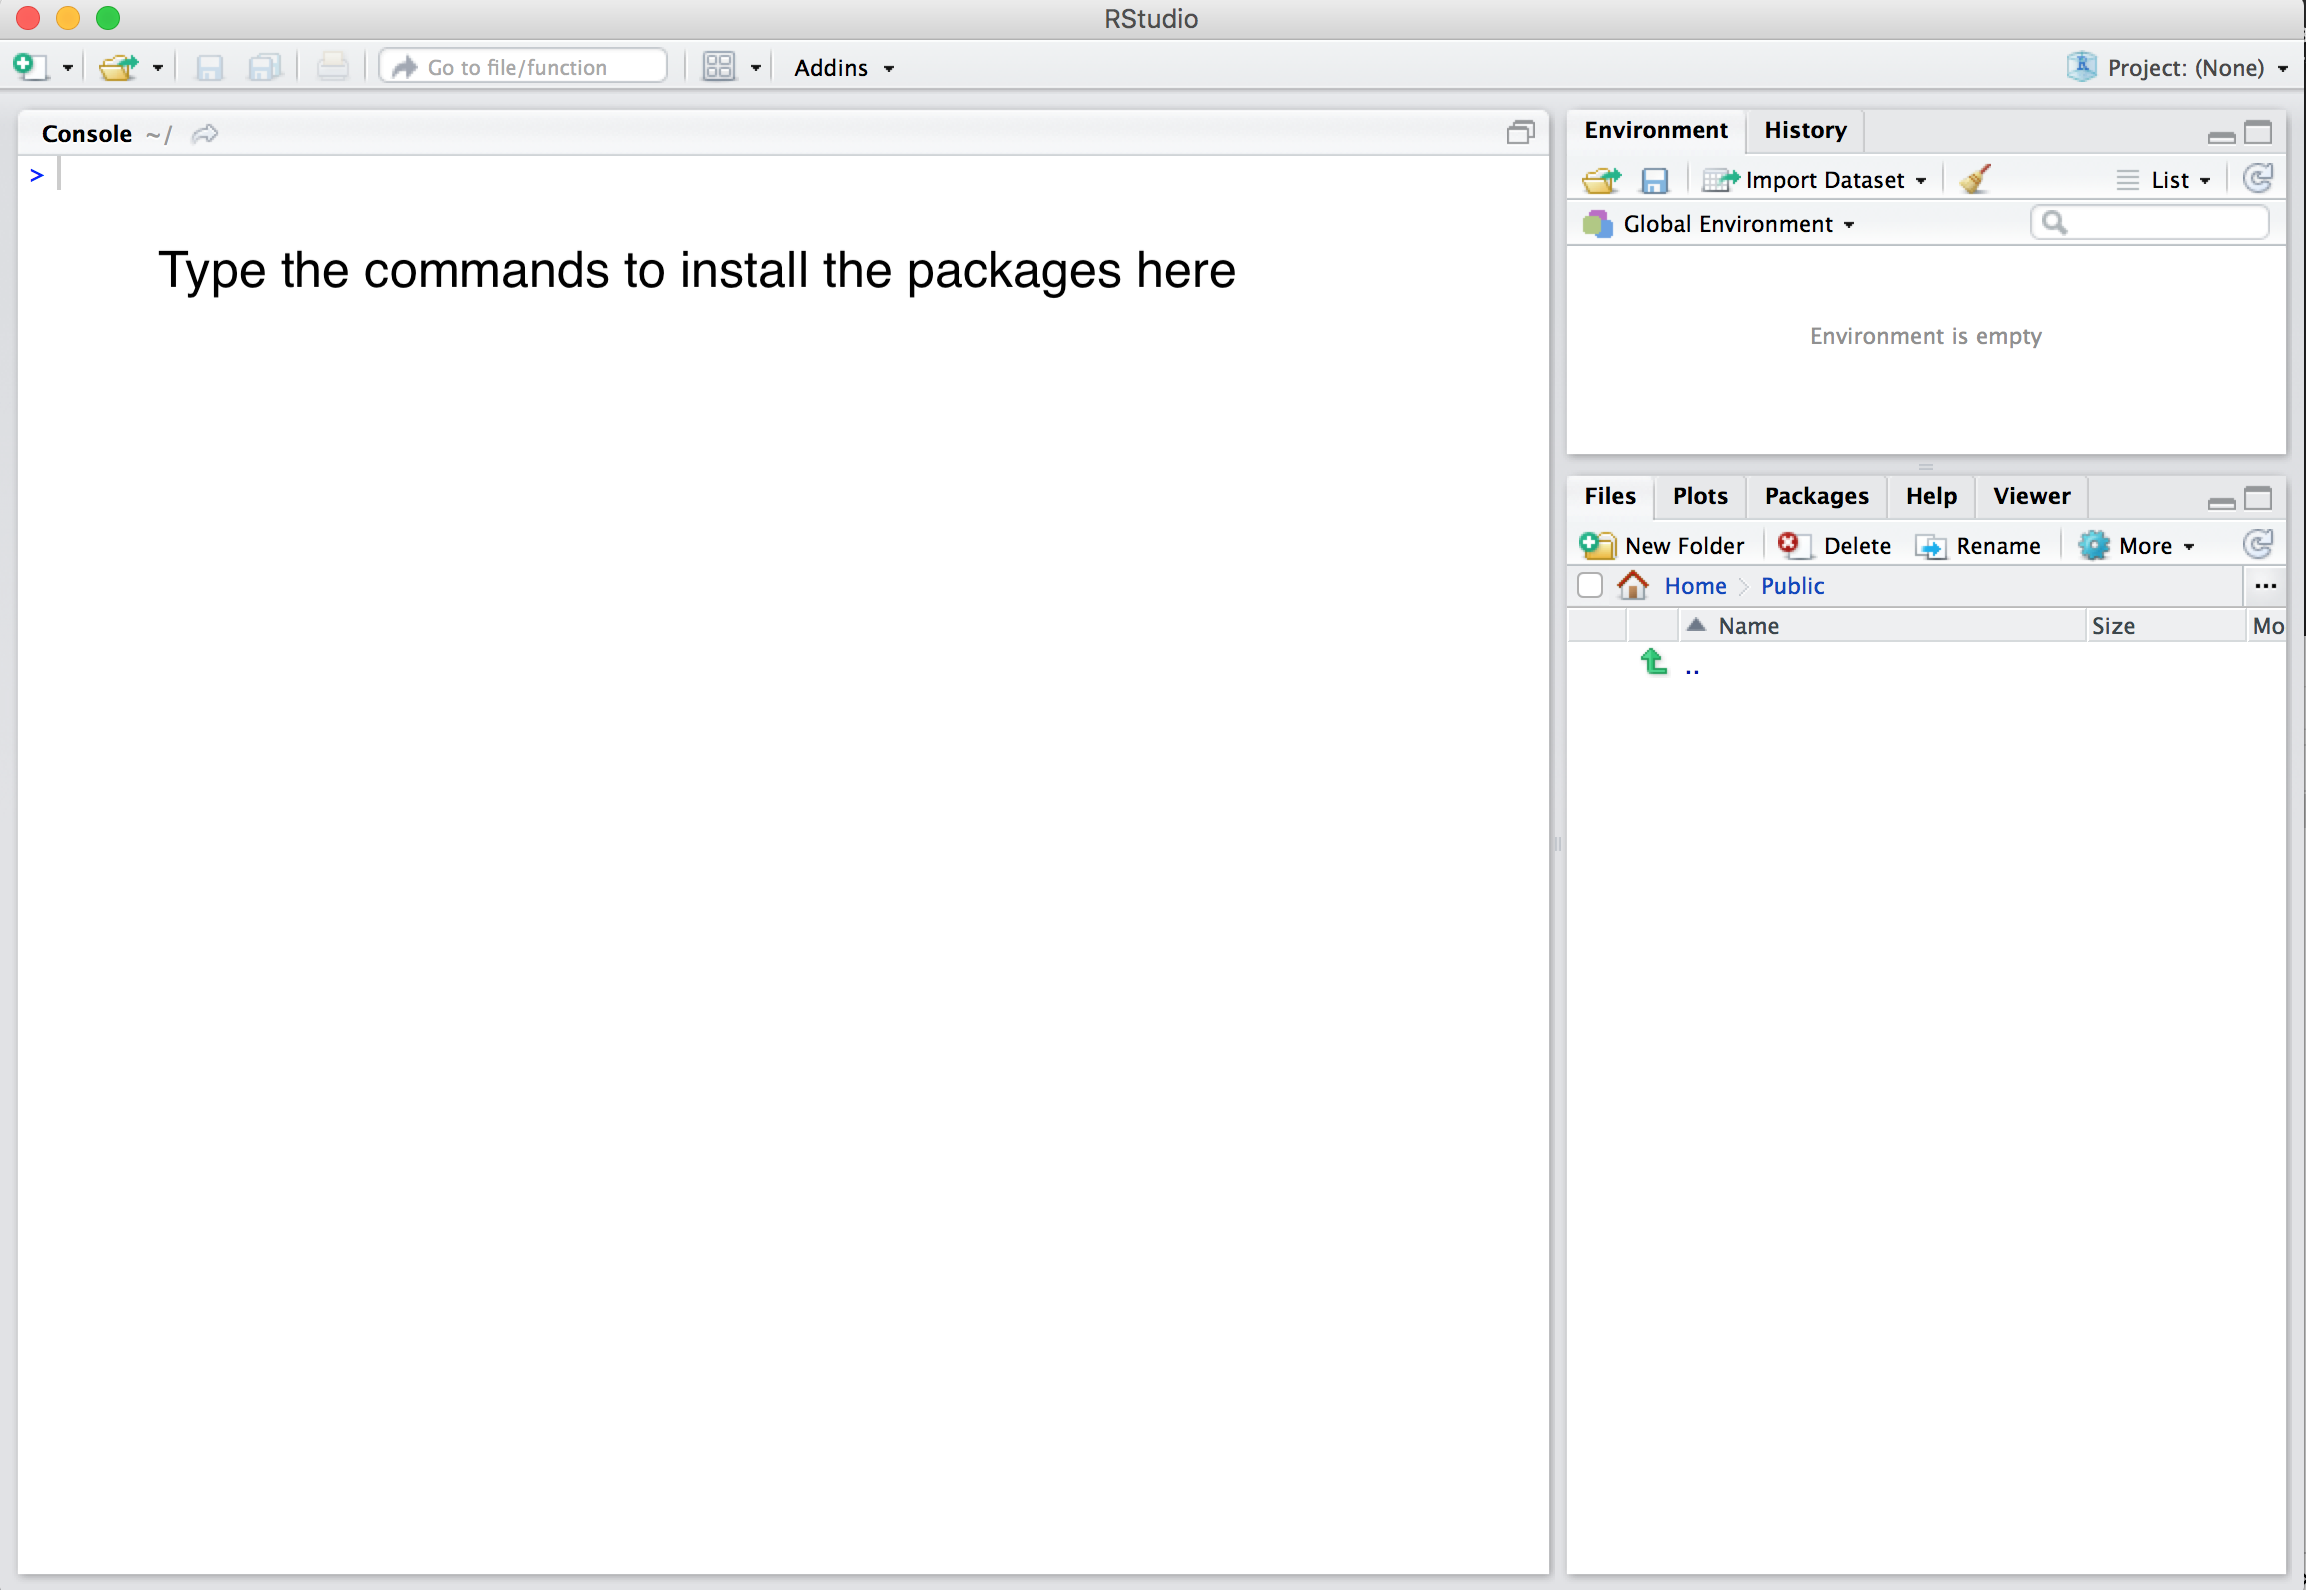 RStudio
Go to file/function
Addins
Project: (None)
Console ~/
>
Type the commands to install the packages here
Environment History
Import Dataset
List
Global Environment
Environment is empty
Files Plots Packages Help Viewer
New Folder Delete Rename More
Home Public ...
Name Size Mo
..